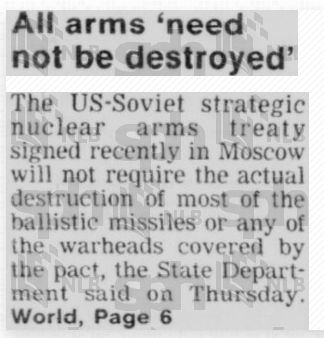 All arms ‘need
not be destroyed’
The US-Soviet strategic
nuclear arms treaty
signed recently in Moscow
will not require the actual
destruction of most of the
ballistic missiles or any of
the warheads covered by
the pact, the State Depart-
ment said on Thursday.
World, Page 6